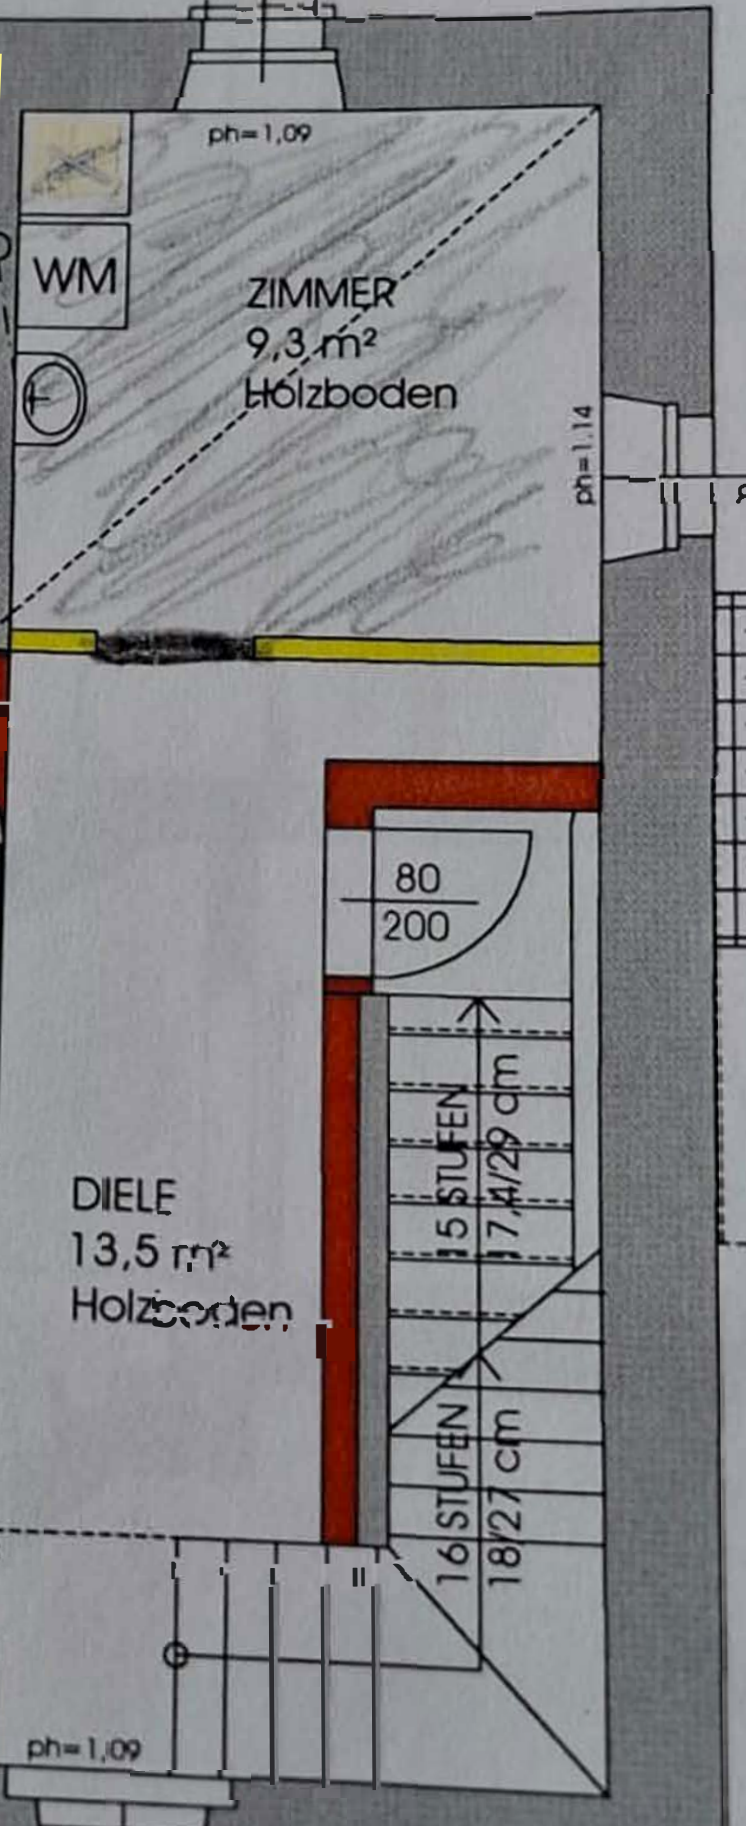 ph=1,09
WM
ZIMMER
9,3 m²
Holzboden
ph=1.14
80
200
15 STUFEN
17,4/29 cm
DIELE
13,5 m²
Holzboden
16 STUFEN
18/27 cm
ph=1,09